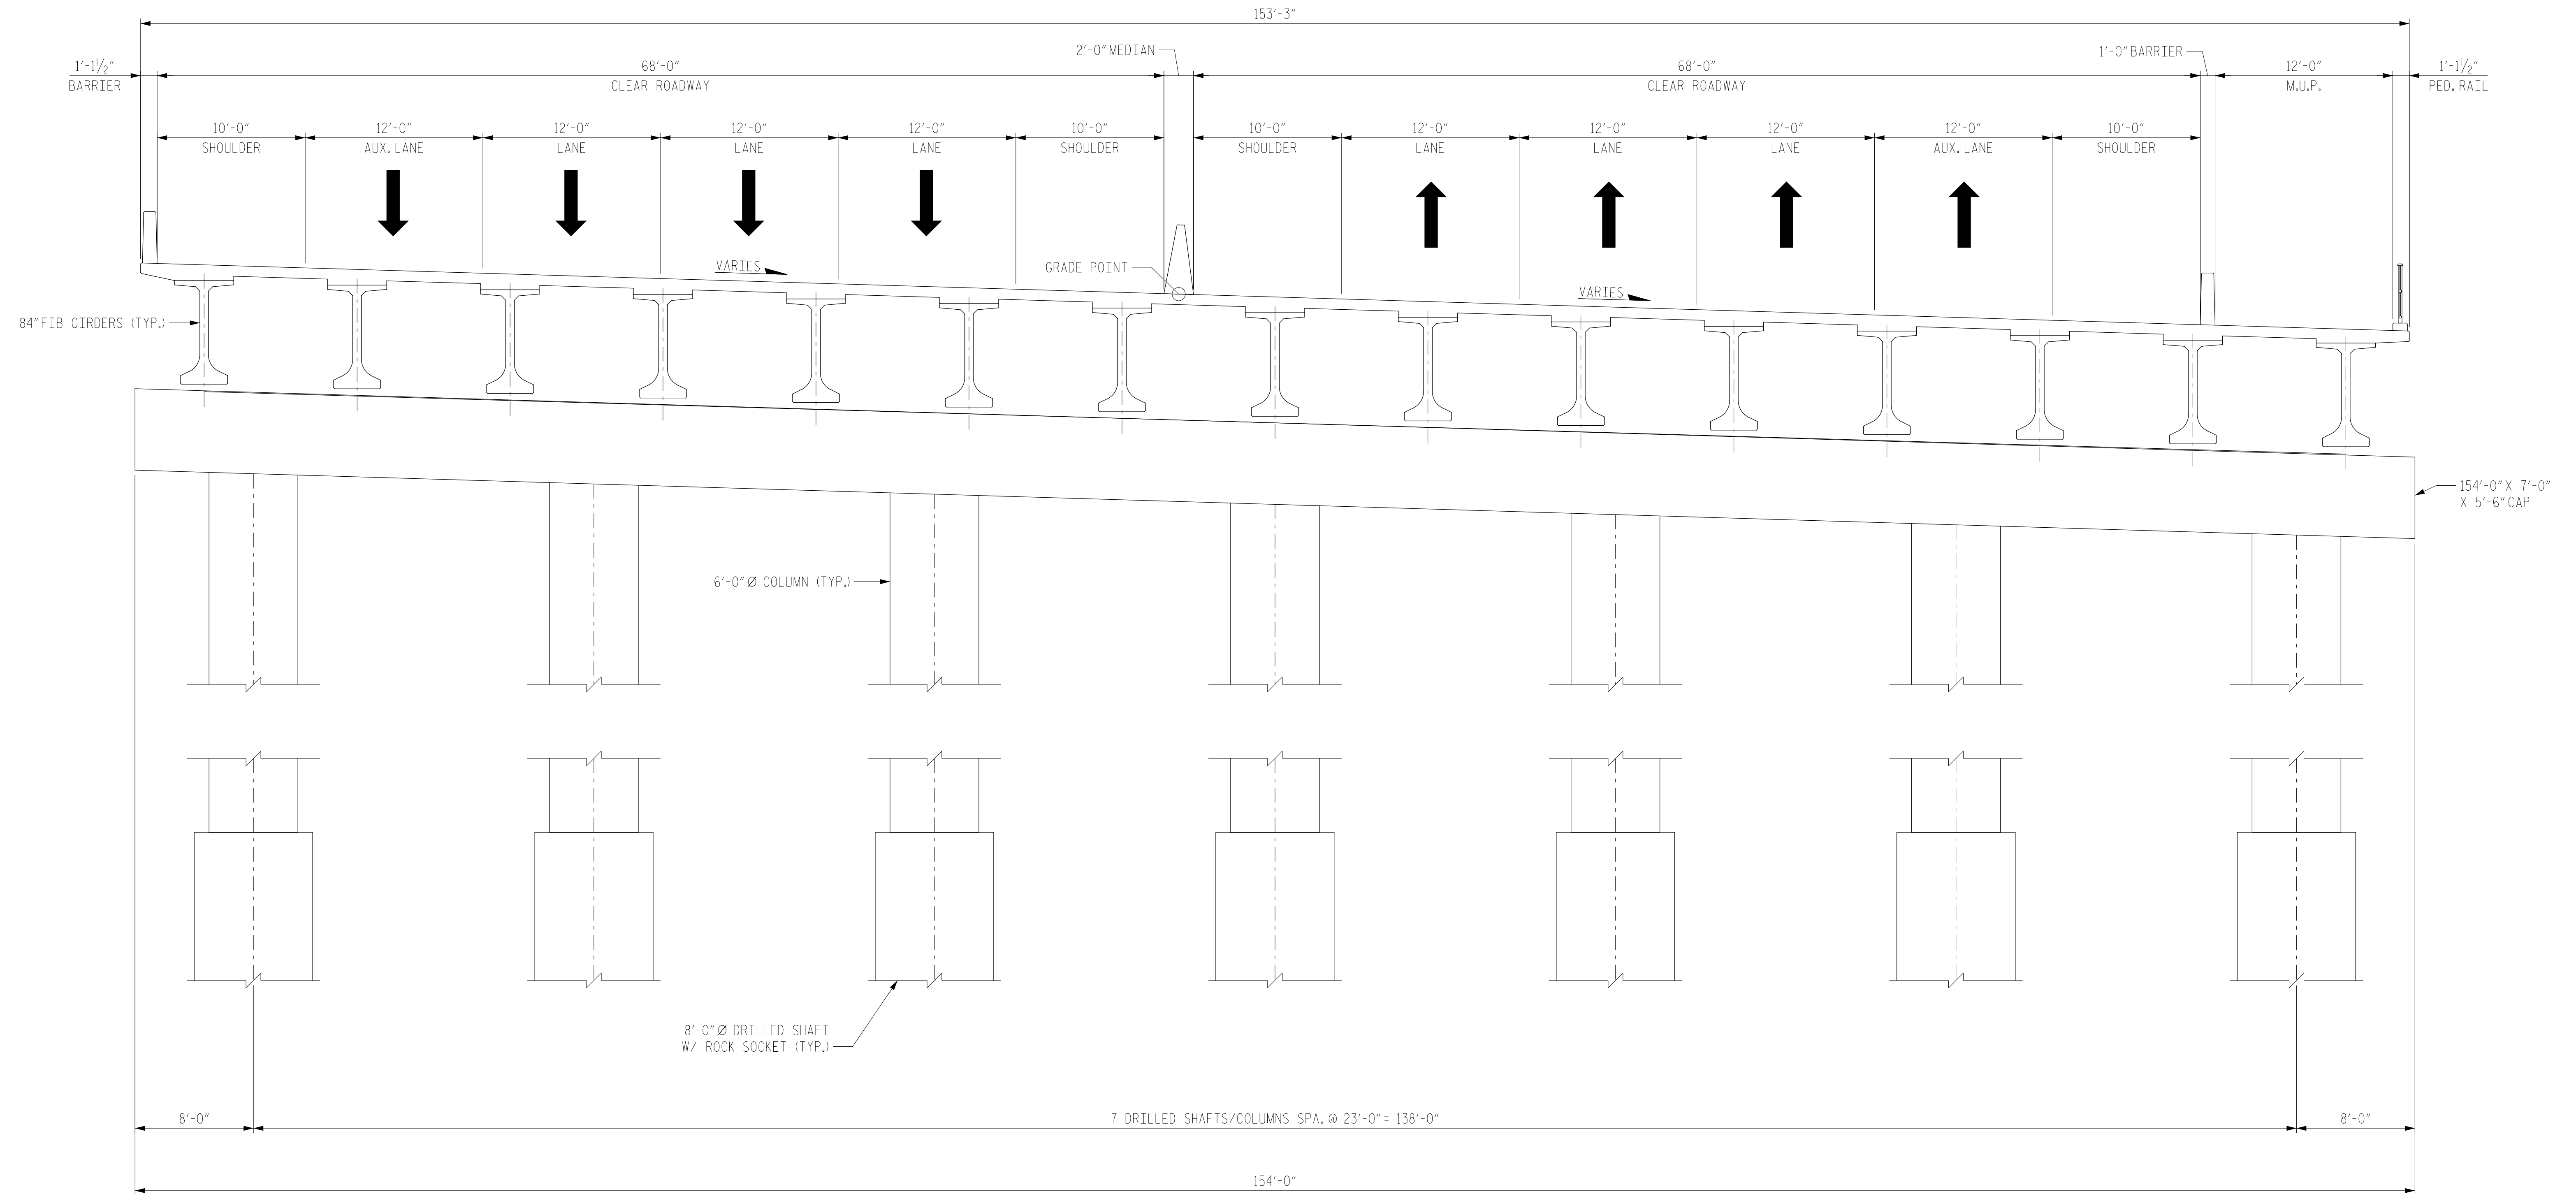 153'-3"
2'-0" MEDIAN
1'-0" BARRIER
1'-1½"
BARRIER
68'-0"
CLEAR ROADWAY
68'-0"
CLEAR ROADWAY
12'-0"
M.U.P.
1'-1½"
PED. RAIL
10'-0"
SHOULDER
12'-0"
AUX. LANE
12'-0"
LANE
12'-0"
LANE
12'-0"
LANE
10'-0"
SHOULDER
10'-0"
SHOULDER
12'-0"
LANE
12'-0"
LANE
12'-0"
LANE
12'-0"
AUX. LANE
10'-0"
SHOULDER
VARIES
GRADE POINT
VARIES
84" FIB GIRDERS (TYP.)
154'-0" X 7'-0"
X 5'-6" CAP
6'-0" Ø COLUMN (TYP.)
8'-0" Ø DRILLED SHAFT
W/ ROCK SOCKET (TYP.)
8'-0"
7 DRILLED SHAFTS/COLUMNS SPA. @ 23'-0" = 138'-0"
8'-0"
154'-0"